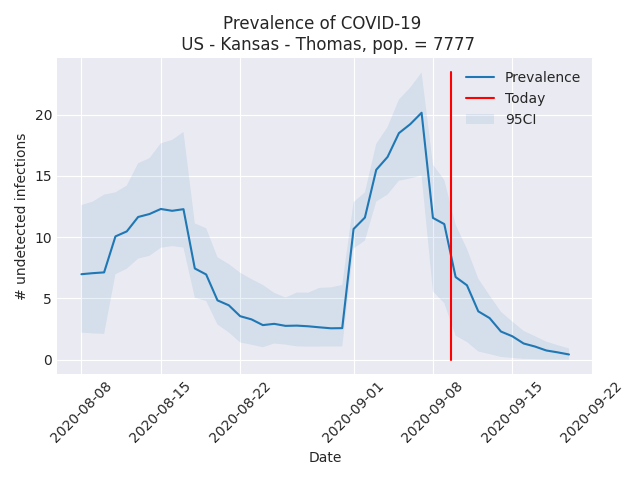 Prevalence of COVID-19
US - Kansas - Thomas, pop. = 7777
# undetected infections
20
15
10
5
0
Prevalence
Today
95CI
2020-08-08
2020-08-15
2020-08-22
2020-09-01
2020-09-08
2020-09-15
2020-09-22
Date